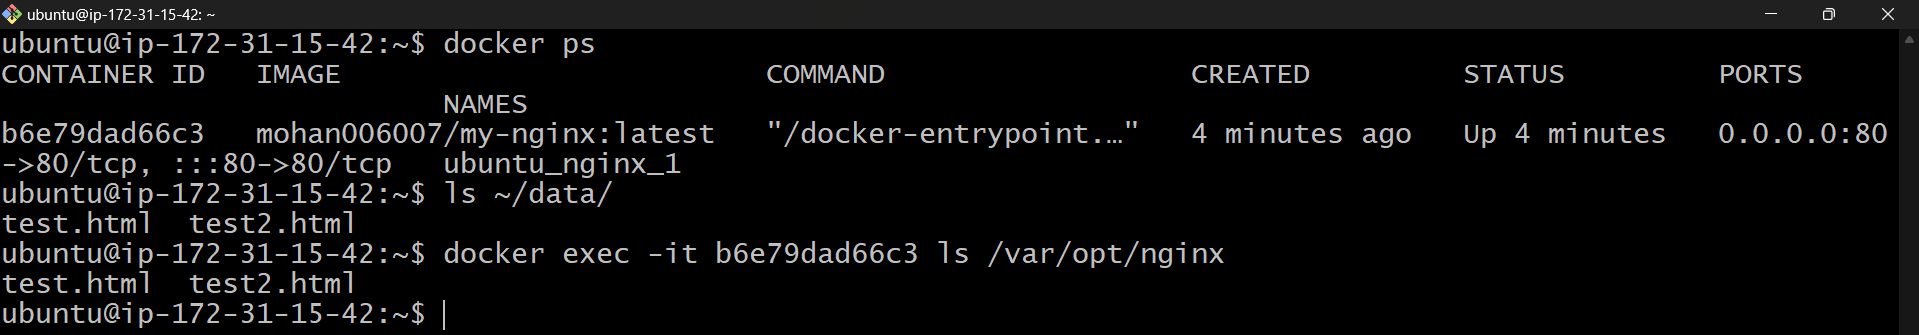 ubuntu@ip-172-31-15-42: ~
ubuntu@ip-172-31-15-42:~$ docker ps
CONTAINER ID   IMAGE                         COMMAND                  CREATED         STATUS         PORTS
                          NAMES
b6e79dad66c3   mohan006007/my-nginx:latest   "/docker-entrypoint.…"   4 minutes ago   Up 4 minutes   0.0.0.0:80
->80/tcp, :::80->80/tcp   ubuntu_nginx_1
ubuntu@ip-172-31-15-42:~$ ls ~/data/
test.html  test2.html
ubuntu@ip-172-31-15-42:~$ docker exec -it b6e79dad66c3 ls /var/opt/nginx
test.html  test2.html
ubuntu@ip-172-31-15-42:~$